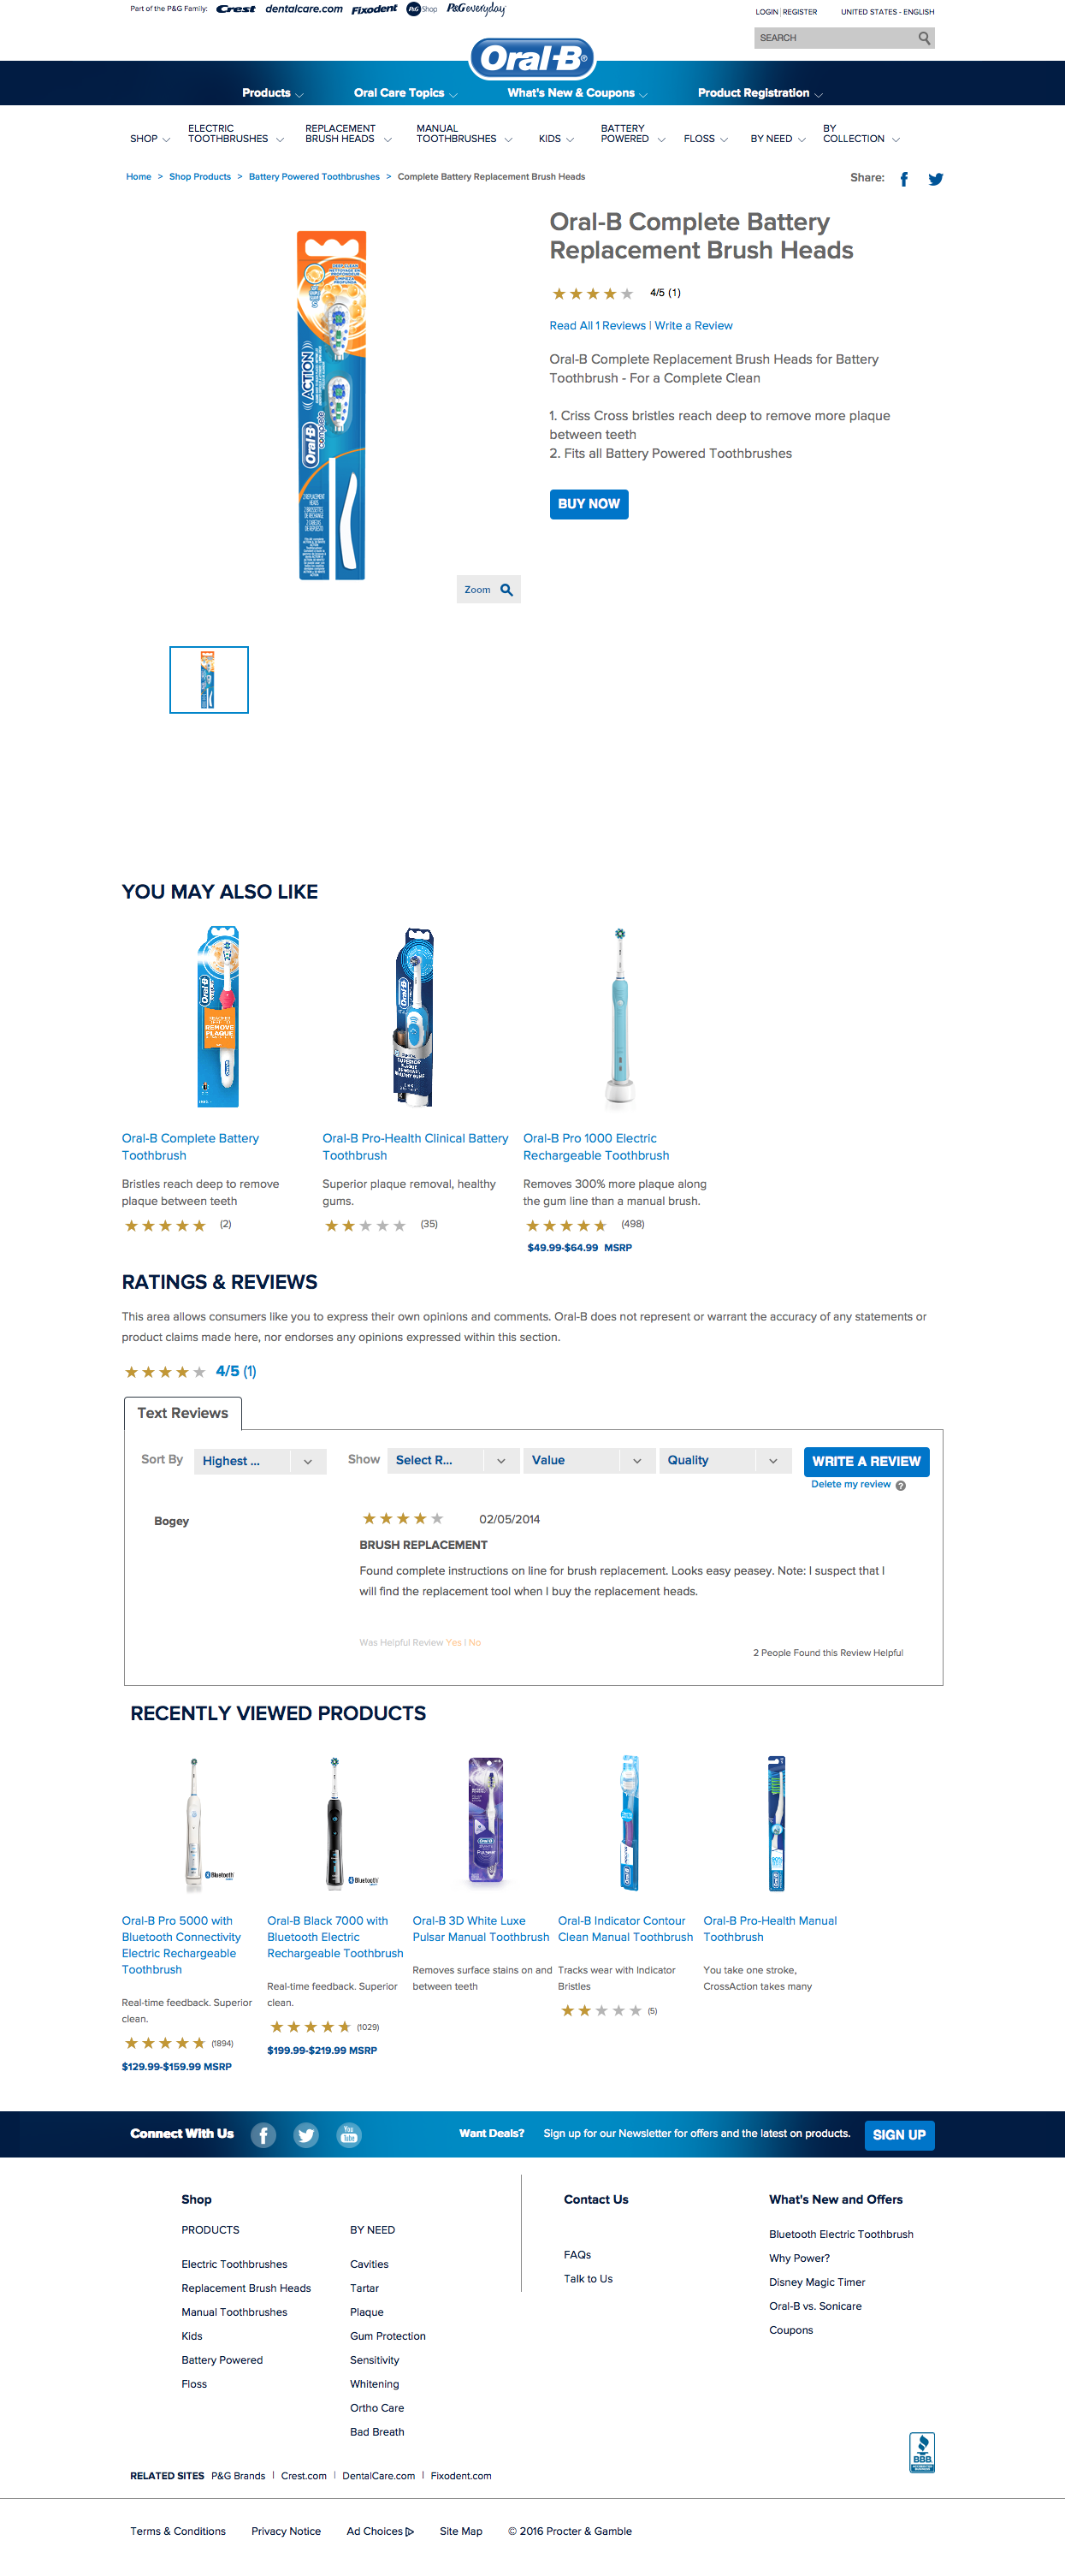 Part of the P&G Family: Crest dentalcare.com Fixodent P&G Shop P&Geveryday
LOGIN | REGISTER UNITED STATES - ENGLISH
SEARCH
Oral-B
Products Oral Care Topics What's New & Coupons Product Registration
SHOP ELECTRIC TOOTHBRUSHES REPLACEMENT BRUSH HEADS MANUAL TOOTHBRUSHES KIDS BATTERY POWERED FLOSS BY NEED BY COLLECTION
Home > Shop Products > Battery Powered Toothbrushes > Complete Battery Replacement Brush Heads
Share:
Oral-B Complete Battery
Replacement Brush Heads
4/5 (1)
Read All 1 Reviews | Write a Review
Oral-B Complete Replacement Brush Heads for Battery
Toothbrush - For a Complete Clean
1. Criss Cross bristles reach deep to remove more plaque
between teeth
2. Fits all Battery Powered Toothbrushes
BUY NOW
ACTION
Oral-B
complete
Zoom
YOU MAY ALSO LIKE
Oral-B
REMOVE
PLAQUE
Oral-B
Oral-B Complete Battery
Toothbrush
Bristles reach deep to remove
plaque between teeth
(2)
Oral-B Pro-Health Clinical Battery
Toothbrush
Superior plaque removal, healthy
gums.
(35)
Oral-B Pro 1000 Electric
Rechargeable Toothbrush
Removes 300% more plaque along
the gum line than a manual brush.
(498)
$49.99-$64.99 MSRP
RATINGS & REVIEWS
This area allows consumers like you to express their own opinions and comments. Oral-B does not represent or warrant the accuracy of any statements or
product claims made here, nor endorses any opinions expressed within this section.
4/5 (1)
Text Reviews
Sort By Highest ... Show Select R... Value Quality WRITE A REVIEW
Delete my review ?
Bogey
02/05/2014
BRUSH REPLACEMENT
Found complete instructions on line for brush replacement. Looks easy peasey. Note: I suspect that I
will find the replacement tool when I buy the replacement heads.
Was Helpful Review Yes | No
2 People Found this Review Helpful
RECENTLY VIEWED PRODUCTS
Bluetooth
Bluetooth
Oral-B Pro 5000 with
Bluetooth Connectivity
Electric Rechargeable
Toothbrush
Real-time feedback. Superior
clean.
(1894)
$129.99-$159.99 MSRP
Oral-B Black 7000 with
Bluetooth Electric
Rechargeable Toothbrush
Real-time feedback. Superior
clean.
(1029)
$199.99-$219.99 MSRP
Oral-B 3D White Luxe
Pulsar Manual Toothbrush
Removes surface stains on and
between teeth
Oral-B Indicator Contour
Clean Manual Toothbrush
Tracks wear with Indicator
Bristles
(5)
Oral-B Pro-Health Manual
Toothbrush
You take one stroke,
CrossAction takes many
Connect With Us
You Tube
Want Deals? Sign up for our Newsletter for offers and the latest on products. SIGN UP
Shop
PRODUCTS
Electric Toothbrushes
Replacement Brush Heads
Manual Toothbrushes
Kids
Battery Powered
Floss
BY NEED
Cavities
Tartar
Plaque
Gum Protection
Sensitivity
Whitening
Ortho Care
Bad Breath
Contact Us
FAQs
Talk to Us
What's New and Offers
Bluetooth Electric Toothbrush
Why Power?
Disney Magic Timer
Oral-B vs. Sonicare
Coupons
BBB
RELATED SITES P&G Brands | Crest.com | DentalCare.com | Fixodent.com
Terms & Conditions Privacy Notice Ad Choices Site Map © 2016 Procter & Gamble